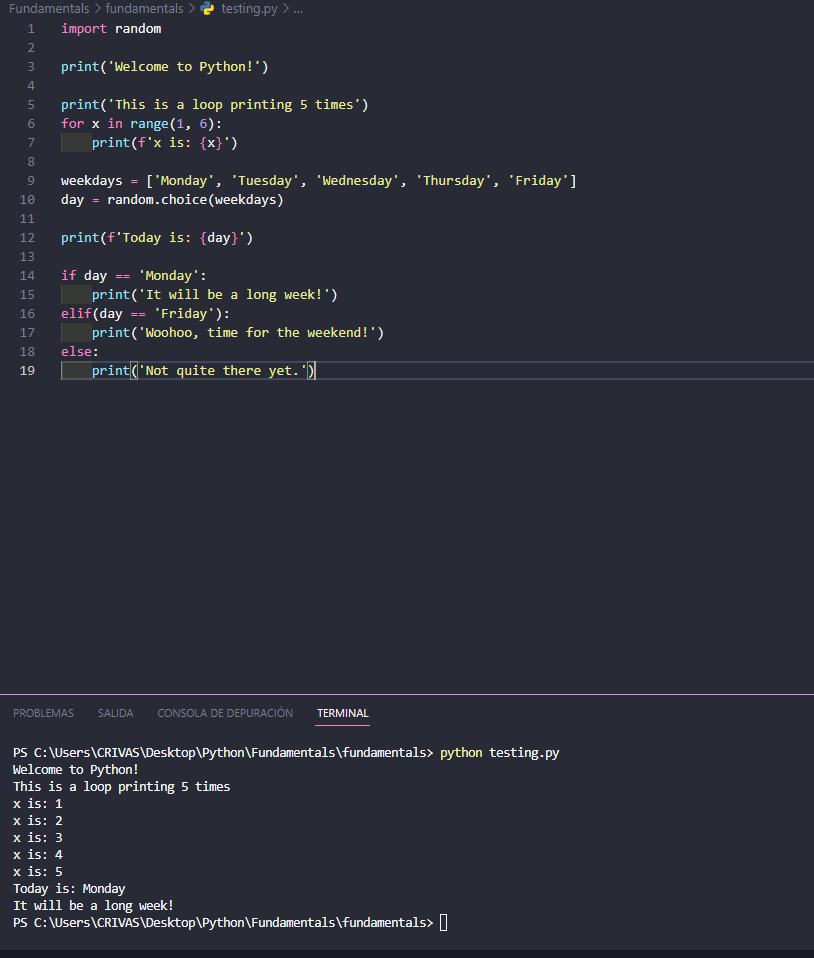 Fundamentals > fundamentals > testing.py > ...
1 import random
2
3 print('Welcome to Python!')
4
5 print('This is a loop printing 5 times')
6 for x in range(1, 6):
7     print(f'x is: {x}')
8
9 weekdays = ['Monday', 'Tuesday', 'Wednesday', 'Thursday', 'Friday']
10 day = random.choice(weekdays)
11
12 print(f'Today is: {day}')
13
14 if day == 'Monday':
15     print('It will be a long week!')
16 elif(day == 'Friday'):
17     print('Woohoo, time for the weekend!')
18 else:
19     print('Not quite there yet.')
PROBLEMAS SALIDA CONSOLA DE DEPURACIÓN TERMINAL
PS C:\Users\CRIVAS\Desktop\Python\Fundamentals\fundamentals> python testing.py
Welcome to Python!
This is a loop printing 5 times
x is: 1
x is: 2
x is: 3
x is: 4
x is: 5
Today is: Monday
It will be a long week!
PS C:\Users\CRIVAS\Desktop\Python\Fundamentals\fundamentals>